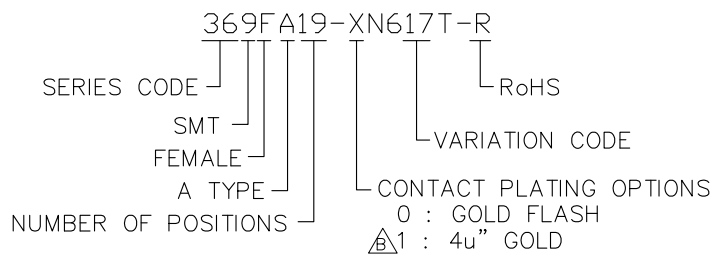 369FA19-XN617T-R
SERIES CODE
RoHS
SMT
VARIATION CODE
FEMALE
A TYPE
CONTACT PLATING OPTIONS
0 : GOLD FLASH
NUMBER OF POSITIONS
B 1 : 4u" GOLD